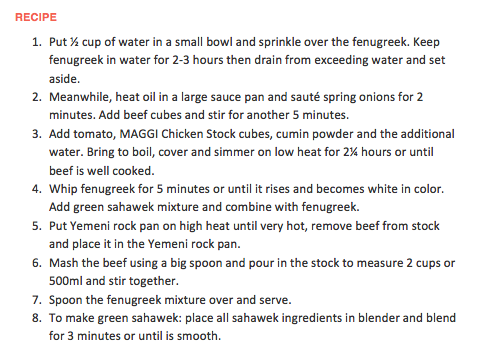 RECIPE
1. Put ½ cup of water in a small bowl and sprinkle over the fenugreek. Keep
fenugreek in water for 2-3 hours then drain from exceeding water and set
aside.
2. Meanwhile, heat oil in a large sauce pan and sauté spring onions for 2
minutes. Add beef cubes and stir for another 5 minutes.
3. Add tomato, MAGGI Chicken Stock cubes, cumin powder and the additional
water. Bring to boil, cover and simmer on low heat for 2¼ hours or until
beef is well cooked.
4. Whip fenugreek for 5 minutes or until it rises and becomes white in color.
Add green sahawek mixture and combine with fenugreek.
5. Put Yemeni rock pan on high heat until very hot, remove beef from stock
and place it in the Yemeni rock pan.
6. Mash the beef using a big spoon and pour in the stock to measure 2 cups or
500ml and stir together.
7. Spoon the fenugreek mixture over and serve.
8. To make green sahawek: place all sahawek ingredients in blender and blend
for 3 minutes or until is smooth.